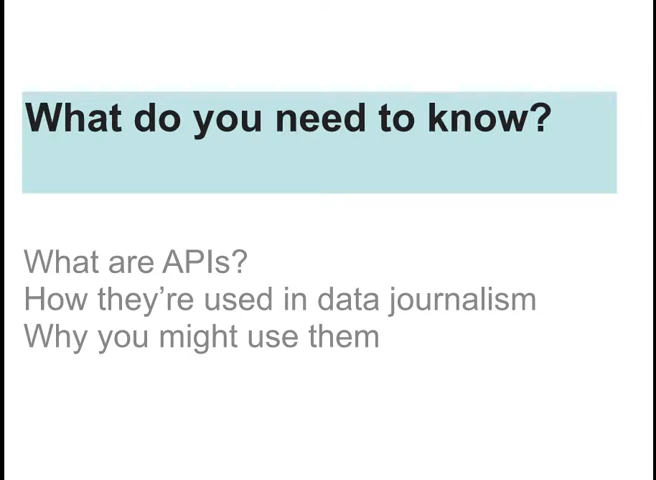 What do you need to know?
What are APIs?
How they’re used in data journalism
Why you might use them